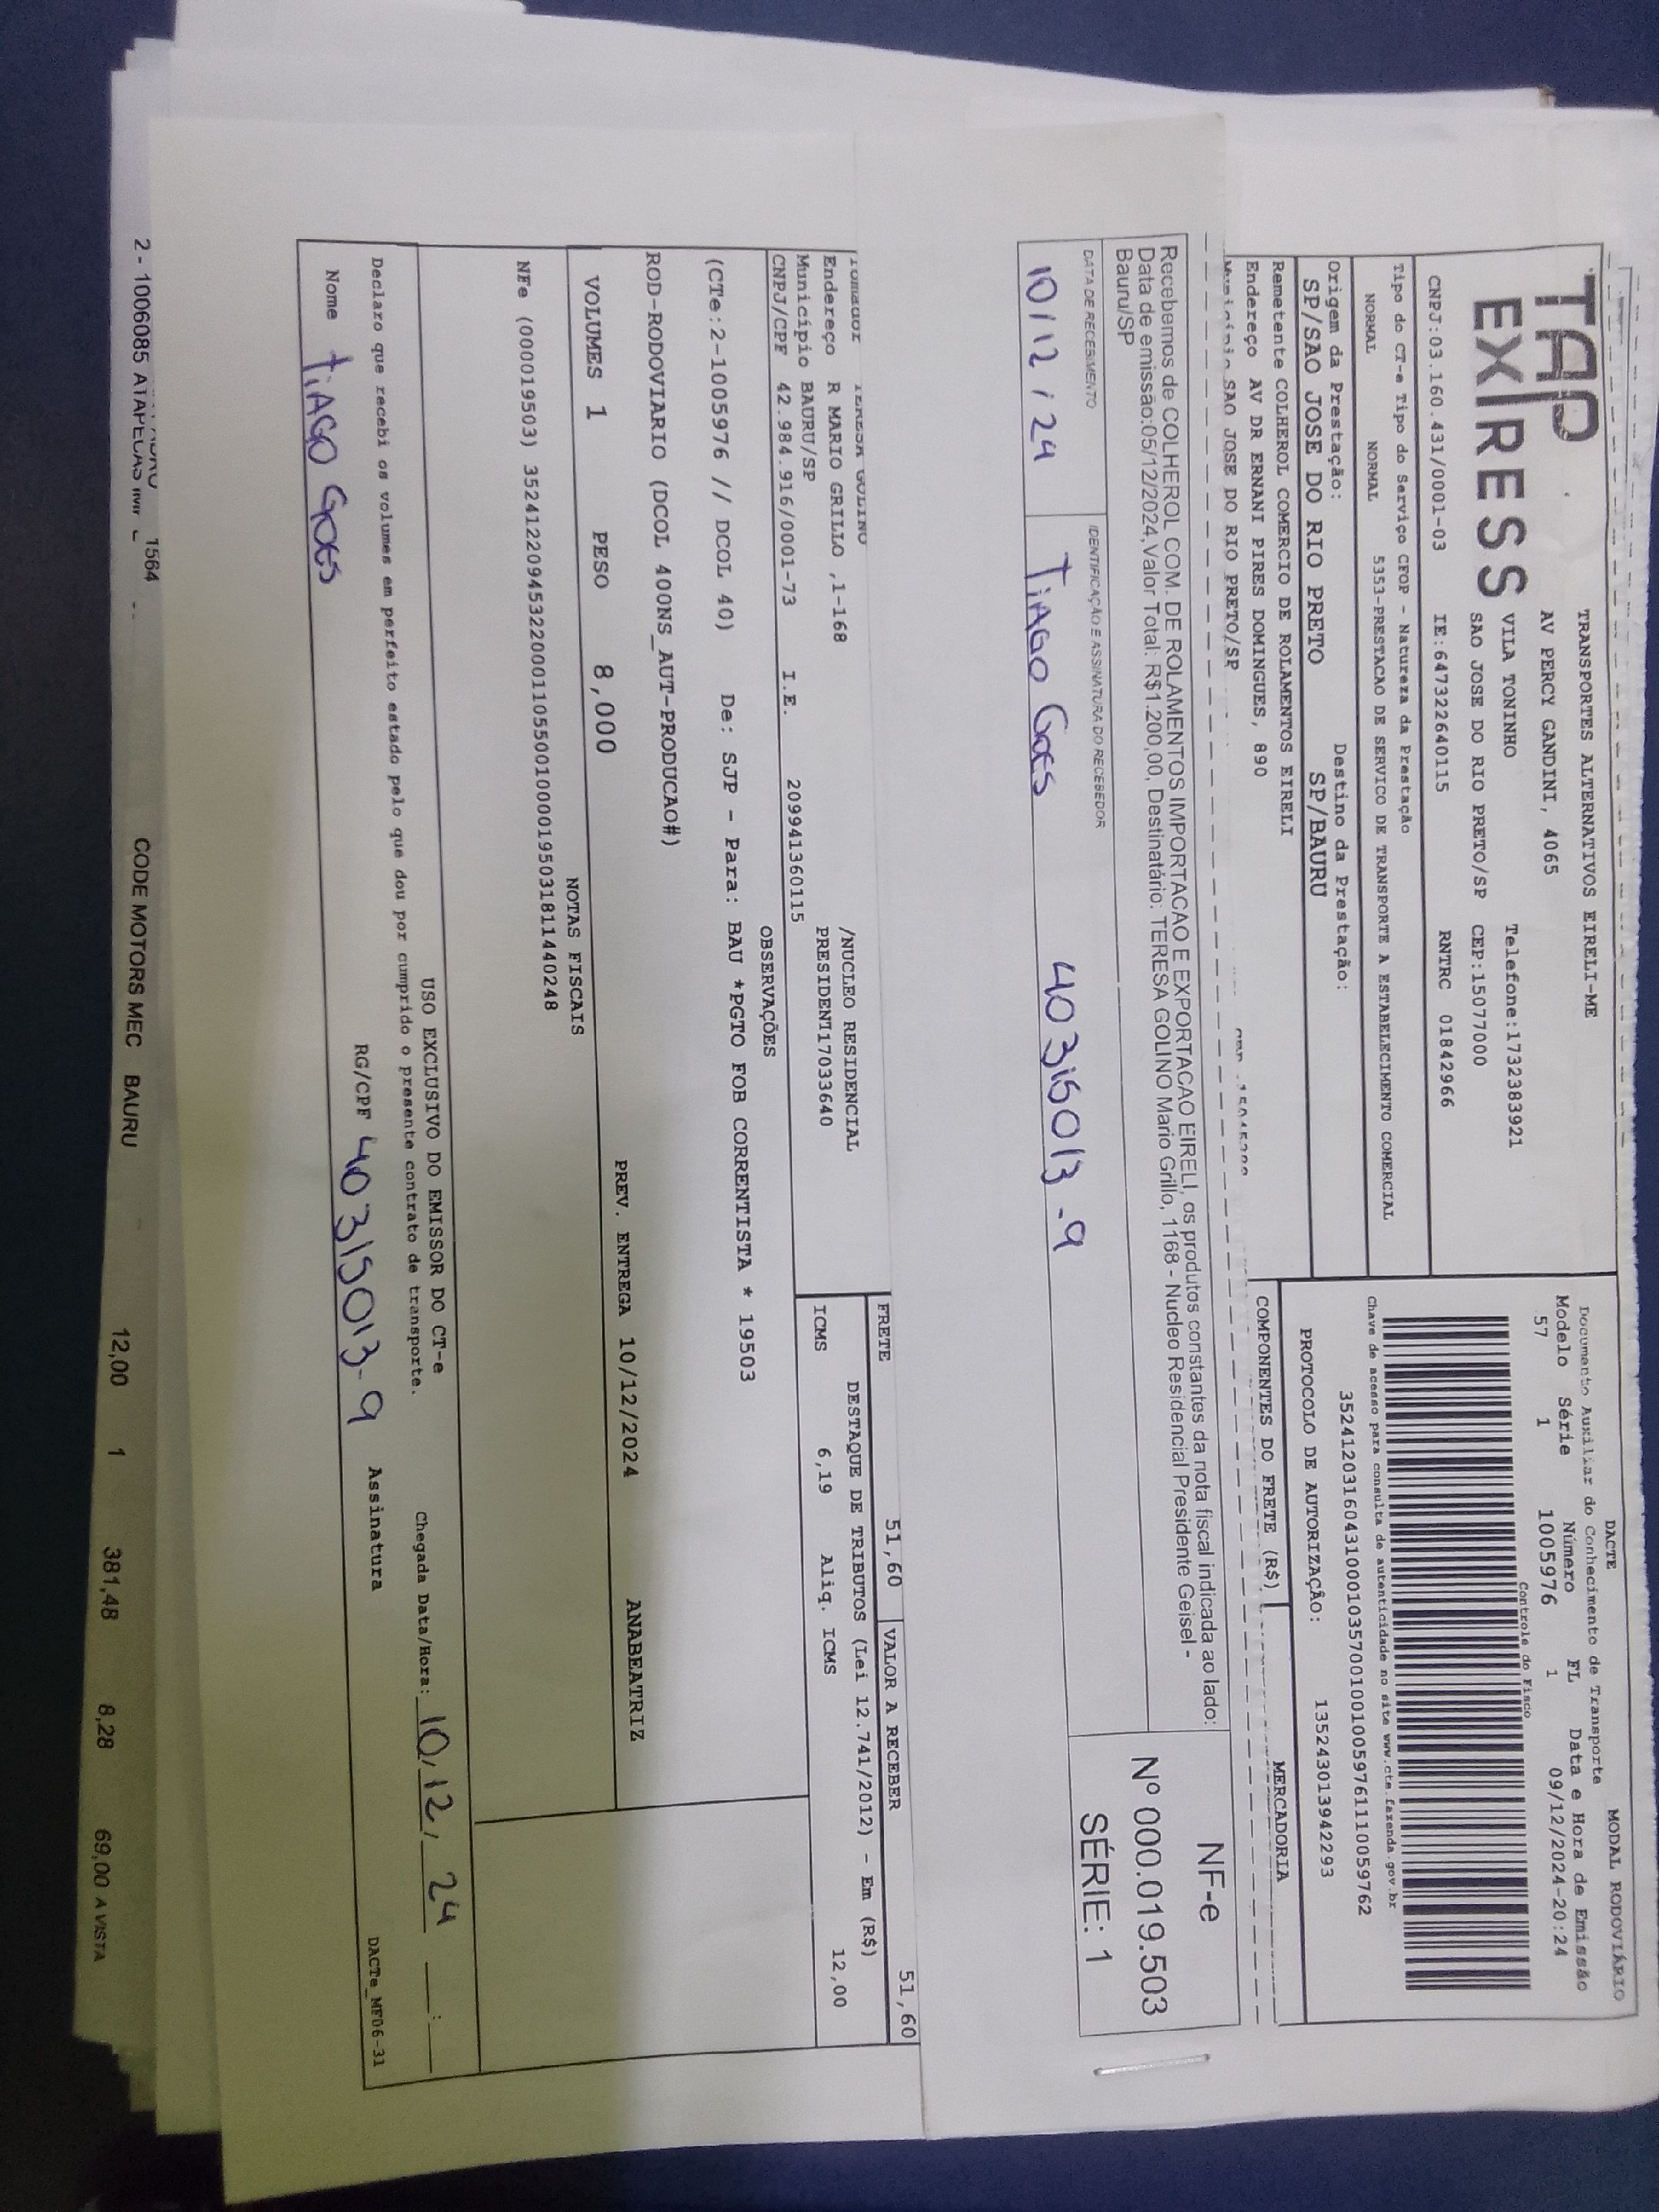 TAP
EXPRESS
TRANSPORTES ALTERNATIVOS EIRELI-ME
AV PERCY GANDINI, 4065
VILA TONINHO Telefone:1732383921
SAO JOSE DO RIO PRETO/SP CEP:15077000
CNPJ:03.160.431/0001-03 IE:647322640115 RNTRC 01842966
Tipo do CT-e Tipo do Serviço CFOP - Natureza da Prestação
NORMAL NORMAL 5353-PRESTACAO DE SERVICO DE TRANSPORTE A ESTABELECIMENTO COMERCIAL
Origem da Prestação: Destino da Prestação:
SP/SAO JOSE DO RIO PRETO SP/BAURU
Remetente COLHEROL COMERCIO DE ROLAMENTOS EIRELI
Endereço AV DR ERNANI PIRES DOMINGUES, 890
Município SAO JOSE DO RIO PRETO/SP
DACTE MODAL RODOVIÁRIO
Documento Auxiliar do Conhecimento de Transporte
Modelo Série Número FL Data e Hora de Emissão
57 1 1005976 1 09/12/2024-20:24
Controle do Fisco
Chave de acesso para consulta de autenticidade no site www.cte.fazenda.gov.br
35241203160431000103570010010059761110059762
PROTOCOLO DE AUTORIZAÇÃO: 135243013942293
COMPONENTES DO FRETE (R$) MERCADORIA
Recebemos de COLHEROL COM. DE ROLAMENTOS IMPORTACAO E EXPORTACAO EIRELI, os produtos constantes da nota fiscal indicada ao lado:
Data de emissão:05/12/2024,Valor Total: R$1.200,00, Destinatário: TERESA GOLINO Mario Grillo, 1168 - Nucleo Residencial Presidente Geisel -
Bauru/SP
NF-e
Nº 000.019.503
SÉRIE: 1
DATA DE RECEBIMENTO IDENTIFICAÇÃO E ASSINATURA DO RECEBEDOR
10/12/24 TiAGO GOES 40315013-9
Tomador TERESA GOLINO
Endereço R MARIO GRILLO ,1-168 /NUCLEO RESIDENCIAL
Município BAURU/SP PRESIDENT17033640
CNPJ/CPF 42.984.916/0001-73 I.E. 209941360115
FRETE 51,60 VALOR A RECEBER 51,60
DESTAQUE DE TRIBUTOS (Lei 12.741/2012) - Em (R$)
ICMS 6,19 Aliq. ICMS 12,00
OBSERVAÇÕES
(CTe:2-1005976 // DCOL 40) De: SJP - Para: BAU *PGTO FOB CORRENTISTA * 19503
ROD-RODOVIARIO (DCOL 400NS_AUT-PRODUCAO#)
PREV. ENTREGA 10/12/2024 ANABEATRIZ
VOLUMES 1 PESO 8,000
NOTAS FISCAIS
NFe (000019503) 35241220945322000110550010000195031811440248
USO EXCLUSIVO DO EMISSOR DO CT-e
Declaro que recebi os volumes em perfeito estado pelo que dou por cumprido o presente contrato de transporte.
Chegada Data/Hora: 10/12/24 __:__
Nome TiAGO GOES RG/CPF 40315013-9 Assinatura
DACTe_MF06-31
1564
2 - 1006085 CODE MOTORS MEC BAURU 12,00 1 381,48 8,28 69,00 A VISTA